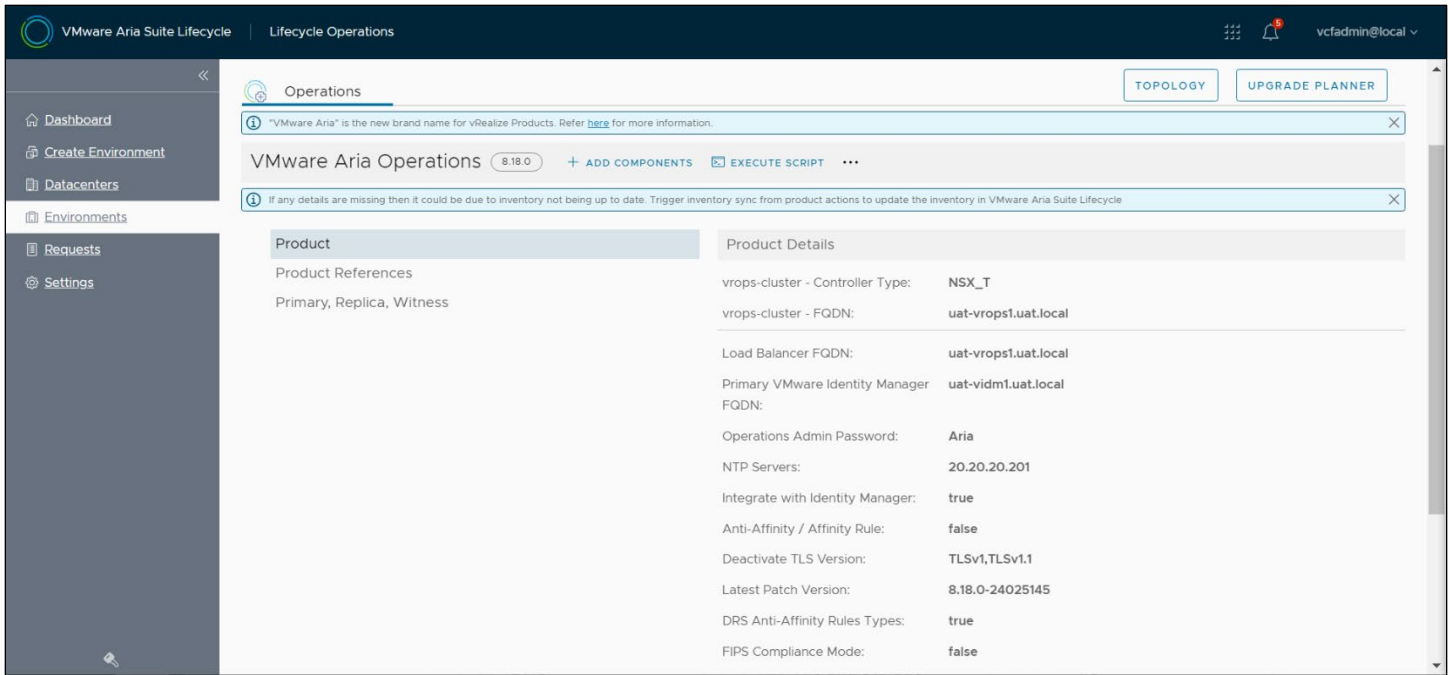 VMware Aria Suite Lifecycle
Lifecycle Operations
5
vcfadmin@local
Dashboard
Create Environment
Datacenters
Environments
Requests
Settings
Operations
TOPOLOGY
UPGRADE PLANNER
"VMware Aria" is the new brand name for vRealize Products. Refer here for more information.
VMware Aria Operations 8.18.0 + ADD COMPONENTS EXECUTE SCRIPT ...
If any details are missing then it could be due to inventory not being up to date. Trigger inventory sync from product actions to update the inventory in VMware Aria Suite Lifecycle
Product
Product References
Primary, Replica, Witness
Product Details
vrops-cluster - Controller Type: NSX_T
vrops-cluster - FQDN: uat-vrops1.uat.local
Load Balancer FQDN: uat-vrops1.uat.local
Primary VMware Identity Manager uat-vidm1.uat.local
FQDN:
Operations Admin Password: Aria
NTP Servers: 20.20.20.201
Integrate with Identity Manager: true
Anti-Affinity / Affinity Rule: false
Deactivate TLS Version: TLSv1,TLSv1.1
Latest Patch Version: 8.18.0-24025145
DRS Anti-Affinity Rules Types: true
FIPS Compliance Mode: false